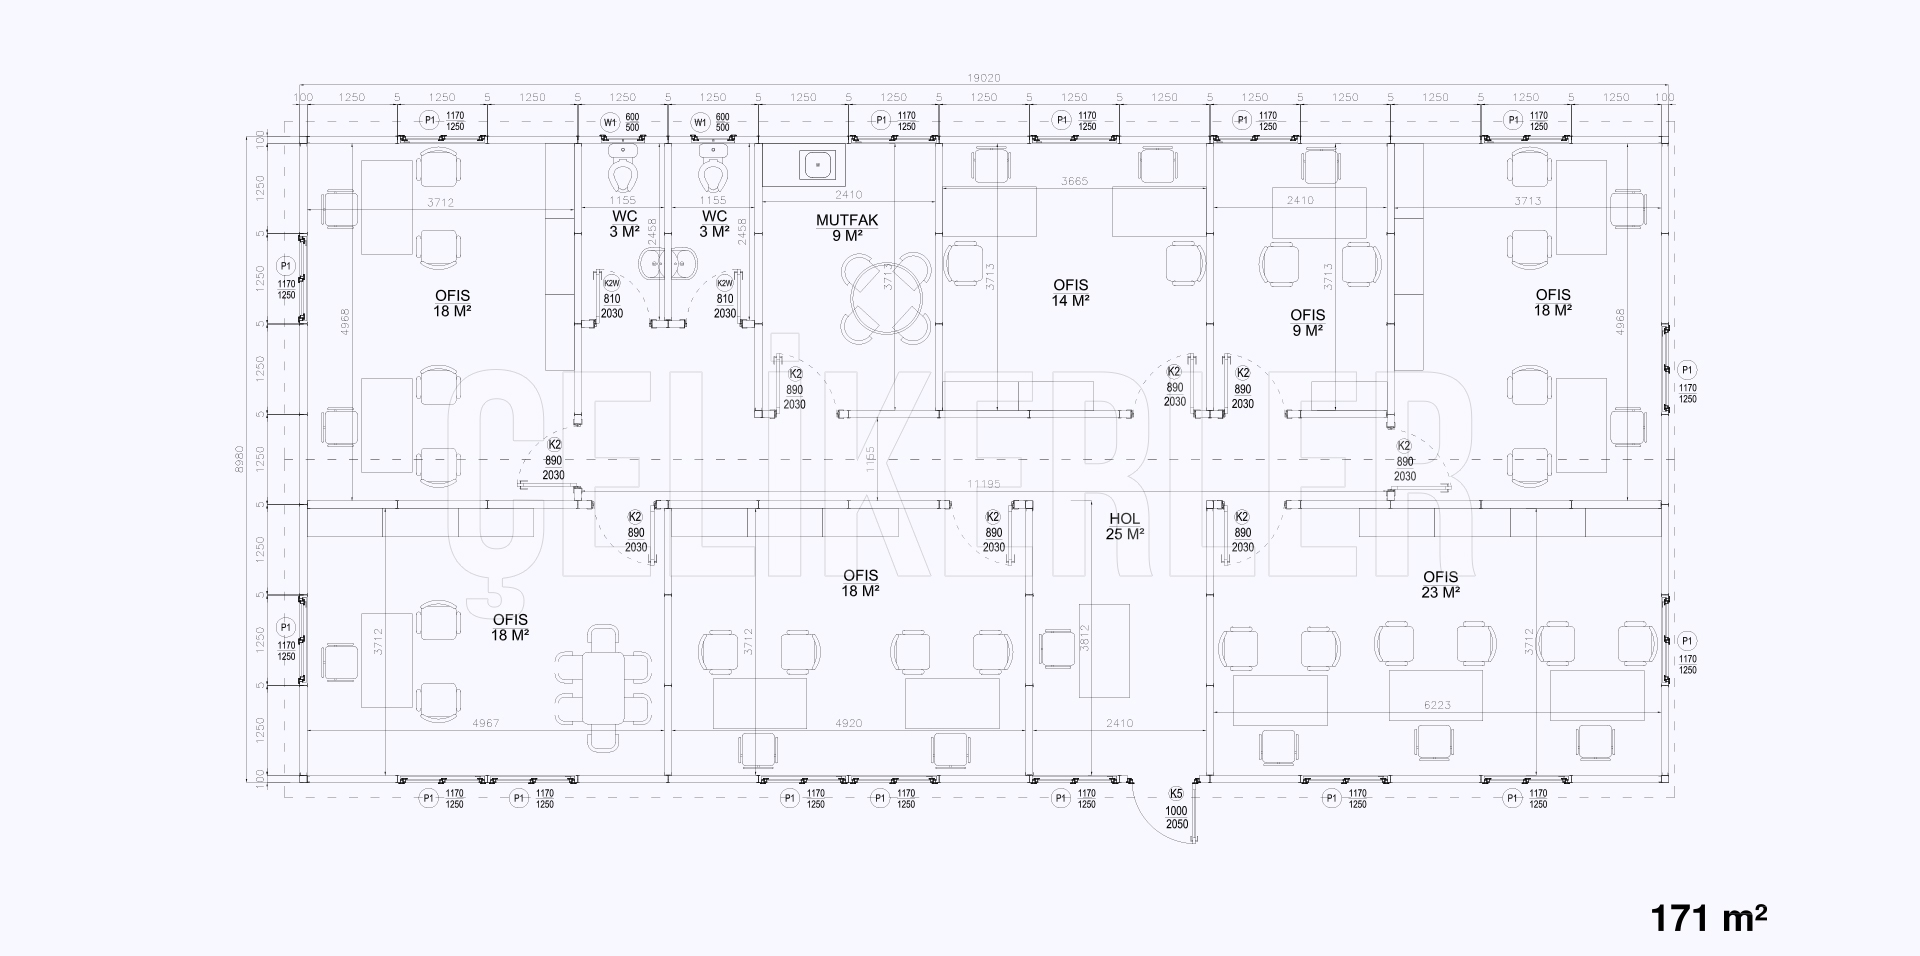 19020
100 1250 5 1250 5 1250 5 1250 5 1250 5 1250 5 1250 5 1250 5 1250 5 1250 5 1250 5 1250 5 1250 5 1250 5 1250 100
P1 1170 1250
W1 600 500
W1 600 500
P1 1170 1250
P1 1170 1250
P1 1170 1250
P1 1170 1250
8980
100 1250 5 1250 5 1250 5 1250 5 1250 5 1250 5 1250 100
P1 1170 1250
P1 1170 1250
3712
4968
OFIS
18 M²
1155
WC
3 M²
2458
K2W
810
2030
1155
WC
3 M²
2458
K2W
810
2030
2410
MUTFAK
9 M²
3713
K2
890
2030
3665
3713
OFIS
14 M²
K2
890
2030
2410
3713
OFIS
9 M²
K2
890
2030
3713
OFIS
18 M²
4968
P1
1170
1250
K2
890
2030
1155
K2
890
2030
11195
ÇELİKERLER
K2
890
2030
K2
890
2030
HOL
25 M²
K2
890
2030
OFIS
18 M²
3712
4967
OFIS
18 M²
3712
4920
3812
2410
OFIS
23 M²
3712
6223
P1
1170
1250
P1 1170 1250
P1 1170 1250
P1 1170 1250
P1 1170 1250
P1 1170 1250
K5
1000
2050
P1 1170 1250
P1 1170 1250
171 m²